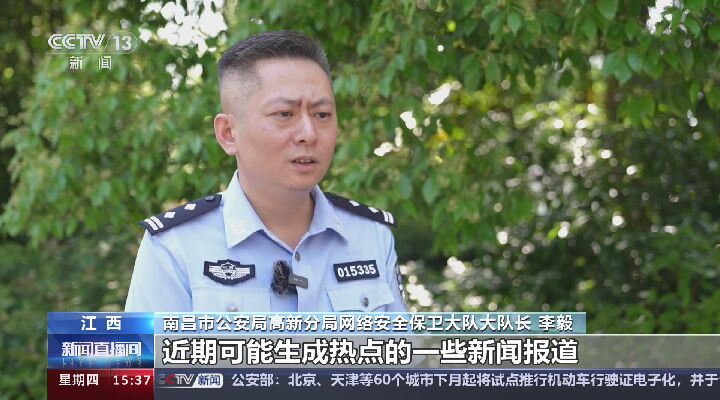 CCTV 13
新闻
015335
江西
南昌市公安局高新分局网络安全保卫大队大队长 李毅
新闻直播间
近期可能生成热点的一些新闻报道
星期四 15:37 CCTV 新闻 公安部：北京、天津等60个城市下月起将试点推行机动车行驶证电子化，并于